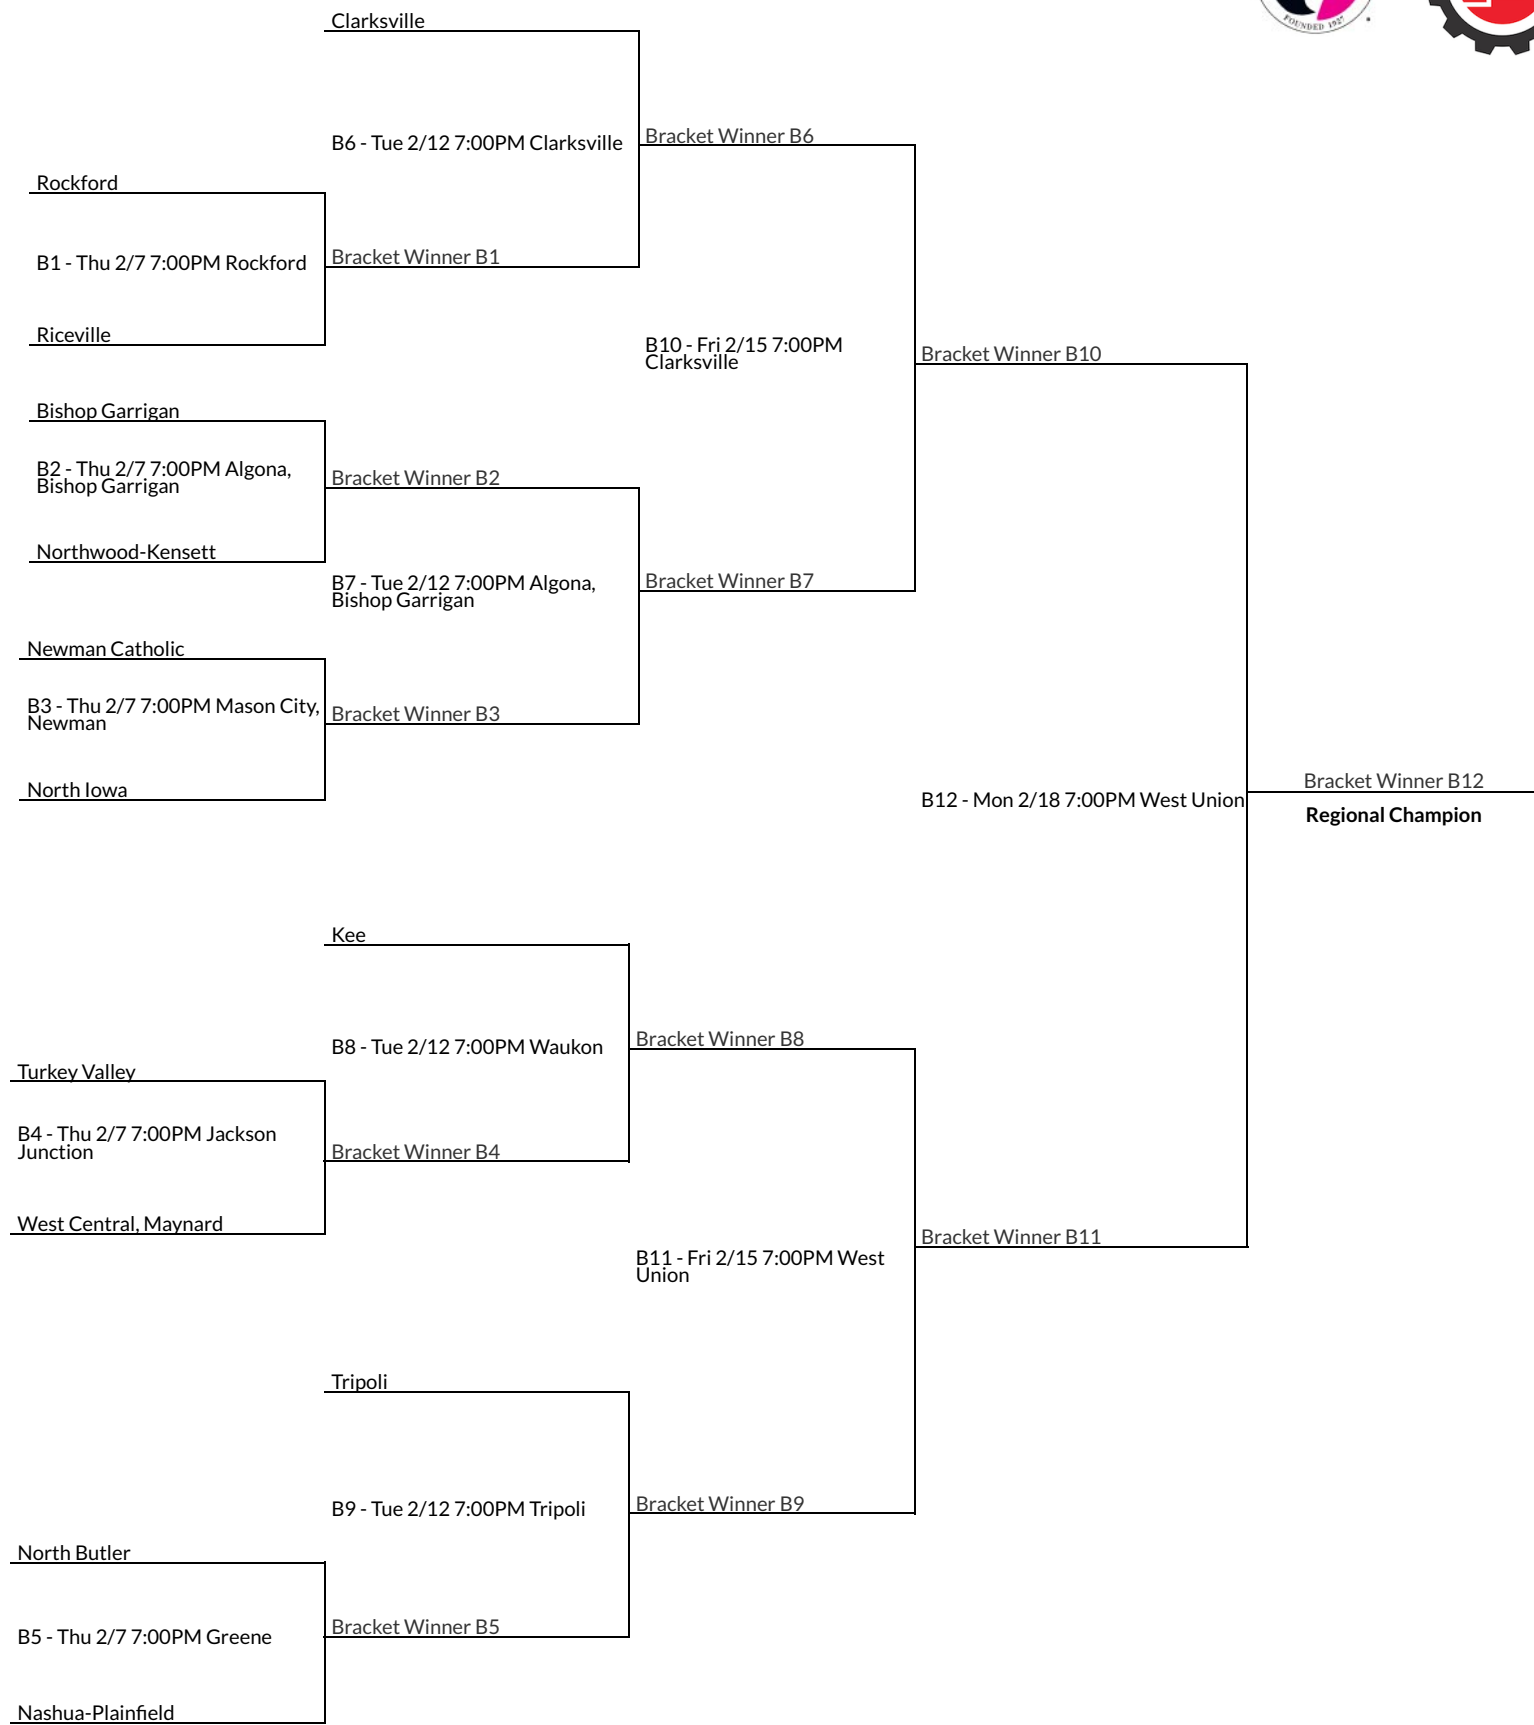 FOUNDED 1925
Clarksville
B6 - Tue 2/12 7:00PM Clarksville
Bracket Winner B6
Rockford
B1 - Thu 2/7 7:00PM Rockford
Bracket Winner B1
Riceville
B10 - Fri 2/15 7:00PM
Clarksville
Bracket Winner B10
Bishop Garrigan
B2 - Thu 2/7 7:00PM Algona,
Bishop Garrigan
Bracket Winner B2
Northwood-Kensett
B7 - Tue 2/12 7:00PM Algona,
Bishop Garrigan
Bracket Winner B7
Newman Catholic
B3 - Thu 2/7 7:00PM Mason City,
Newman
Bracket Winner B3
North Iowa
B12 - Mon 2/18 7:00PM West Union
Bracket Winner B12
Regional Champion
Kee
B8 - Tue 2/12 7:00PM Waukon
Bracket Winner B8
Turkey Valley
B4 - Thu 2/7 7:00PM Jackson
Junction
Bracket Winner B4
West Central, Maynard
B11 - Fri 2/15 7:00PM West
Union
Bracket Winner B11
Tripoli
B9 - Tue 2/12 7:00PM Tripoli
Bracket Winner B9
North Butler
B5 - Thu 2/7 7:00PM Greene
Bracket Winner B5
Nashua-Plainfield